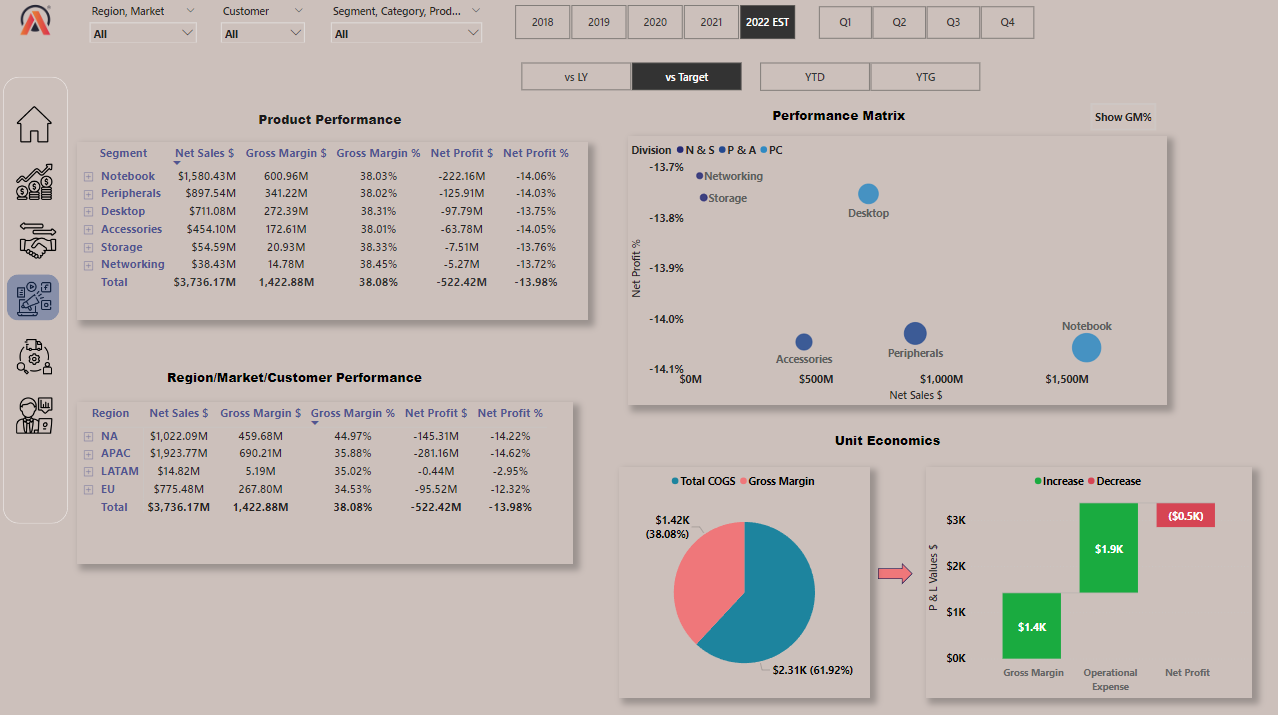 Region, Market Customer Segment, Category, Prod...
All All All
2018 2019 2020 2021 2022 EST Q1 Q2 Q3 Q4
vs LY vs Target YTD YTG
Product Performance
Segment Net Sales $ Gross Margin $ Gross Margin % Net Profit $ Net Profit %
Notebook $1,580.43M 600.96M 38.03% -222.16M -14.06%
Peripherals $897.54M 341.22M 38.02% -125.91M -14.03%
Desktop $711.08M 272.39M 38.31% -97.79M -13.75%
Accessories $454.10M 172.61M 38.01% -63.78M -14.05%
Storage $54.59M 20.93M 38.33% -7.51M -13.76%
Networking $38.43M 14.78M 38.45% -5.27M -13.72%
Total $3,736.17M 1,422.88M 38.08% -522.42M -13.98%
Performance Matrix
Show GM%
Division N & S P & A PC
-13.7%
Networking
Storage
Desktop
-13.8%
Net Profit %
-13.9%
-14.0%
Notebook
Peripherals
Accessories
-14.1%
$0M $500M $1,000M $1,500M
Net Sales $
Region/Market/Customer Performance
Region Net Sales $ Gross Margin $ Gross Margin % Net Profit $ Net Profit %
NA $1,022.09M 459.68M 44.97% -145.31M -14.22%
APAC $1,923.77M 690.21M 35.88% -281.16M -14.62%
LATAM $14.82M 5.19M 35.02% -0.44M -2.95%
EU $775.48M 267.80M 34.53% -95.52M -12.32%
Total $3,736.17M 1,422.88M 38.08% -522.42M -13.98%
Unit Economics
Total COGS Gross Margin
$1.42K
(38.08%)
$2.31K (61.92%)
Increase Decrease
P & L Values $
$3K
$2K
$1K
$0K
($0.5K)
$1.9K
$1.4K
Gross Margin Operational Expense Net Profit